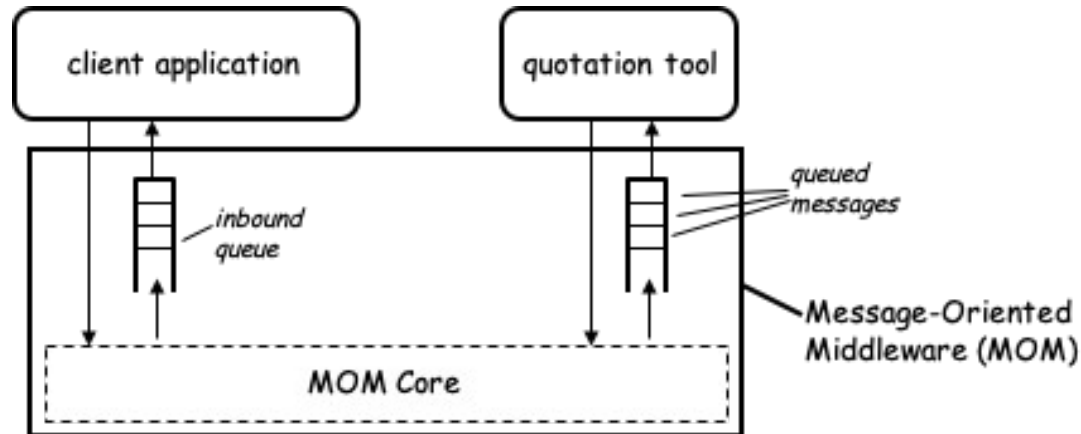 client application
quotation tool
inbound
queue
queued
messages
Message-Oriented
Middleware (MOM)
MOM Core